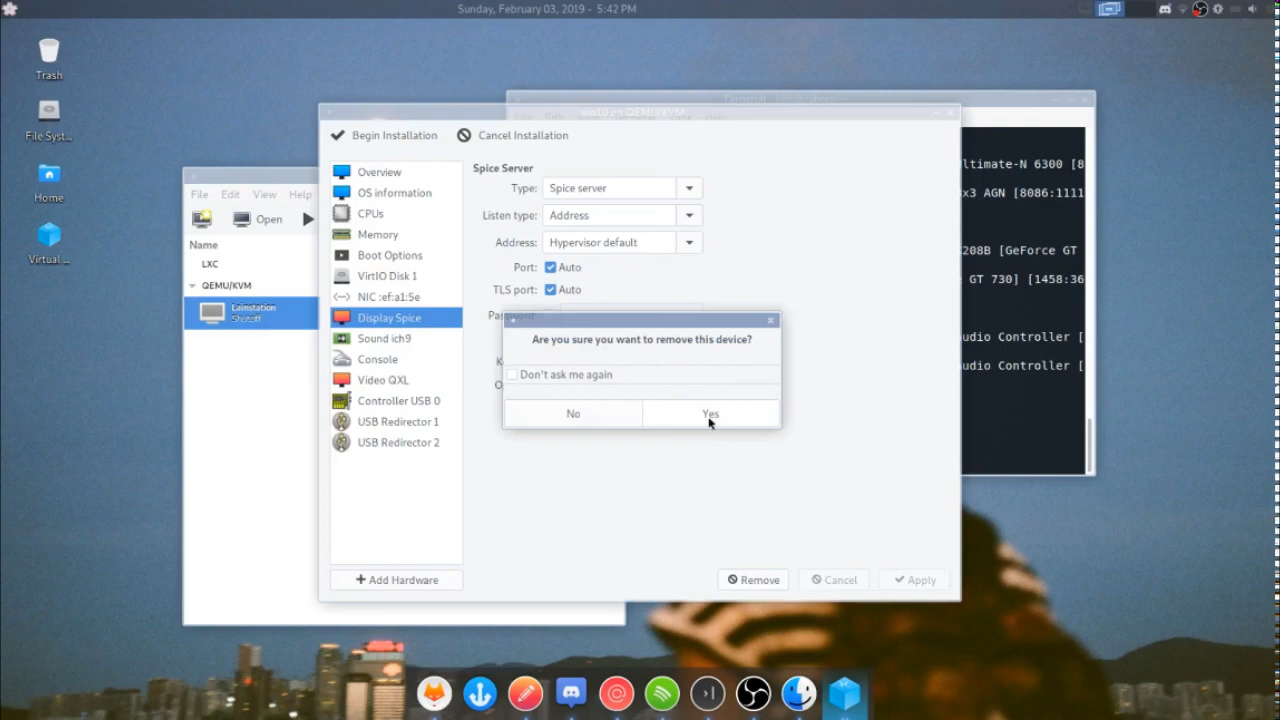 Sunday, February 03, 2019 - 5:42 PM
Trash
File Syst...
Home
Virtual ...
File Edit View Help
Open
Name
LXC
QEMU/KVM
Lainstation
Shutoff
win10 on QEMU/KVM
Begin Installation
Cancel Installation
Overview
OS information
CPUs
Memory
Boot Options
VirtIO Disk 1
NIC :ef:a1:5e
Display Spice
Sound ich9
Console
Video QXL
Controller USB 0
USB Redirector 1
USB Redirector 2
Add Hardware
Spice Server
Type: Spice server
Listen type: Address
Address: Hypervisor default
Port: Auto
TLS port: Auto
Are you sure you want to remove this device?
Don't ask me again
No
Yes
Remove
Cancel
Apply
ltimate-N 6300 [8
x3 AGN [8086:1111
208B [GeForce GT
GT 730] [1458:36
udio Controller [
udio Controller [